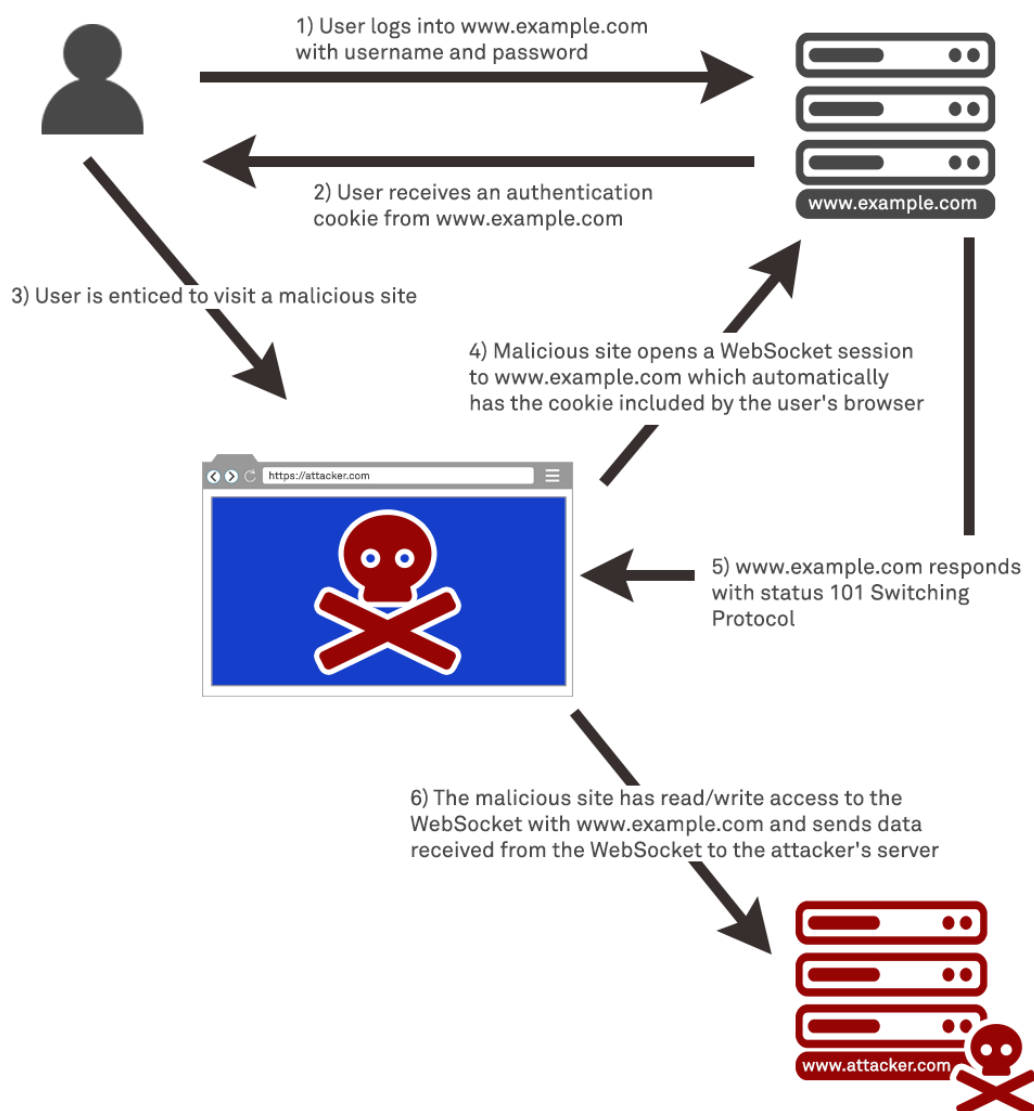 1) User logs into www.example.com
with username and password
www.example.com
2) User receives an authentication
cookie from www.example.com
3) User is enticed to visit a malicious site
4) Malicious site opens a WebSocket session
to www.example.com which automatically
has the cookie included by the user's browser
https://attacker.com
5) www.example.com responds
with status 101 Switching
Protocol
6) The malicious site has read/write access to the
WebSocket with www.example.com and sends data
received from the WebSocket to the attacker's server
www.attacker.com